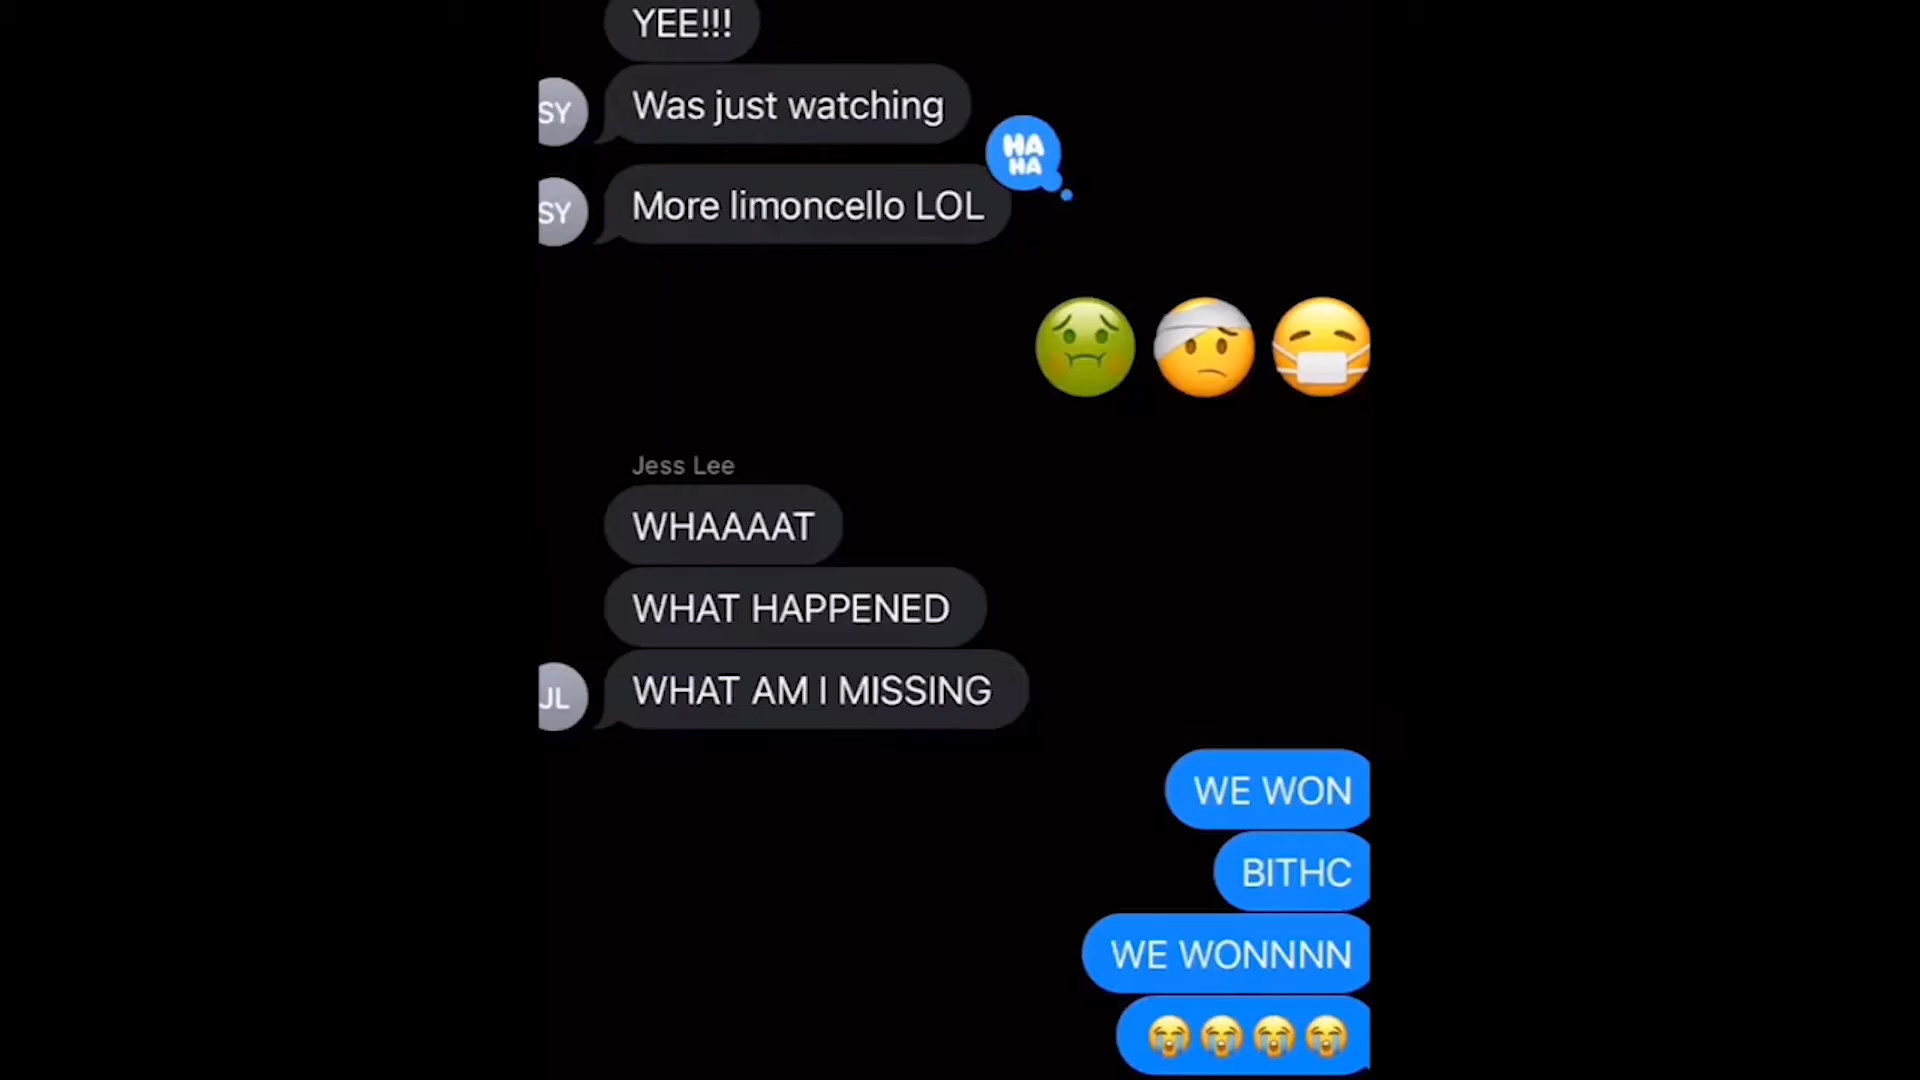 YEE!!!
SY
Was just watching
HA
HA
SY
More limoncello LOL
Jess Lee
WHAAAAT
WHAT HAPPENED
JL
WHAT AM I MISSING
WE WON
BITHC
WE WONNNN